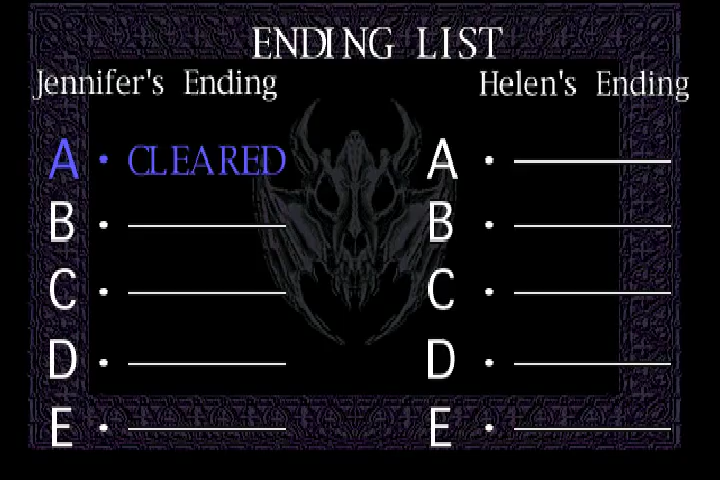 ENDING LIST
Jennifer's Ending Helen's Ending
A • CLEARED A •
B • B •
C • C •
D • D •
E • E •